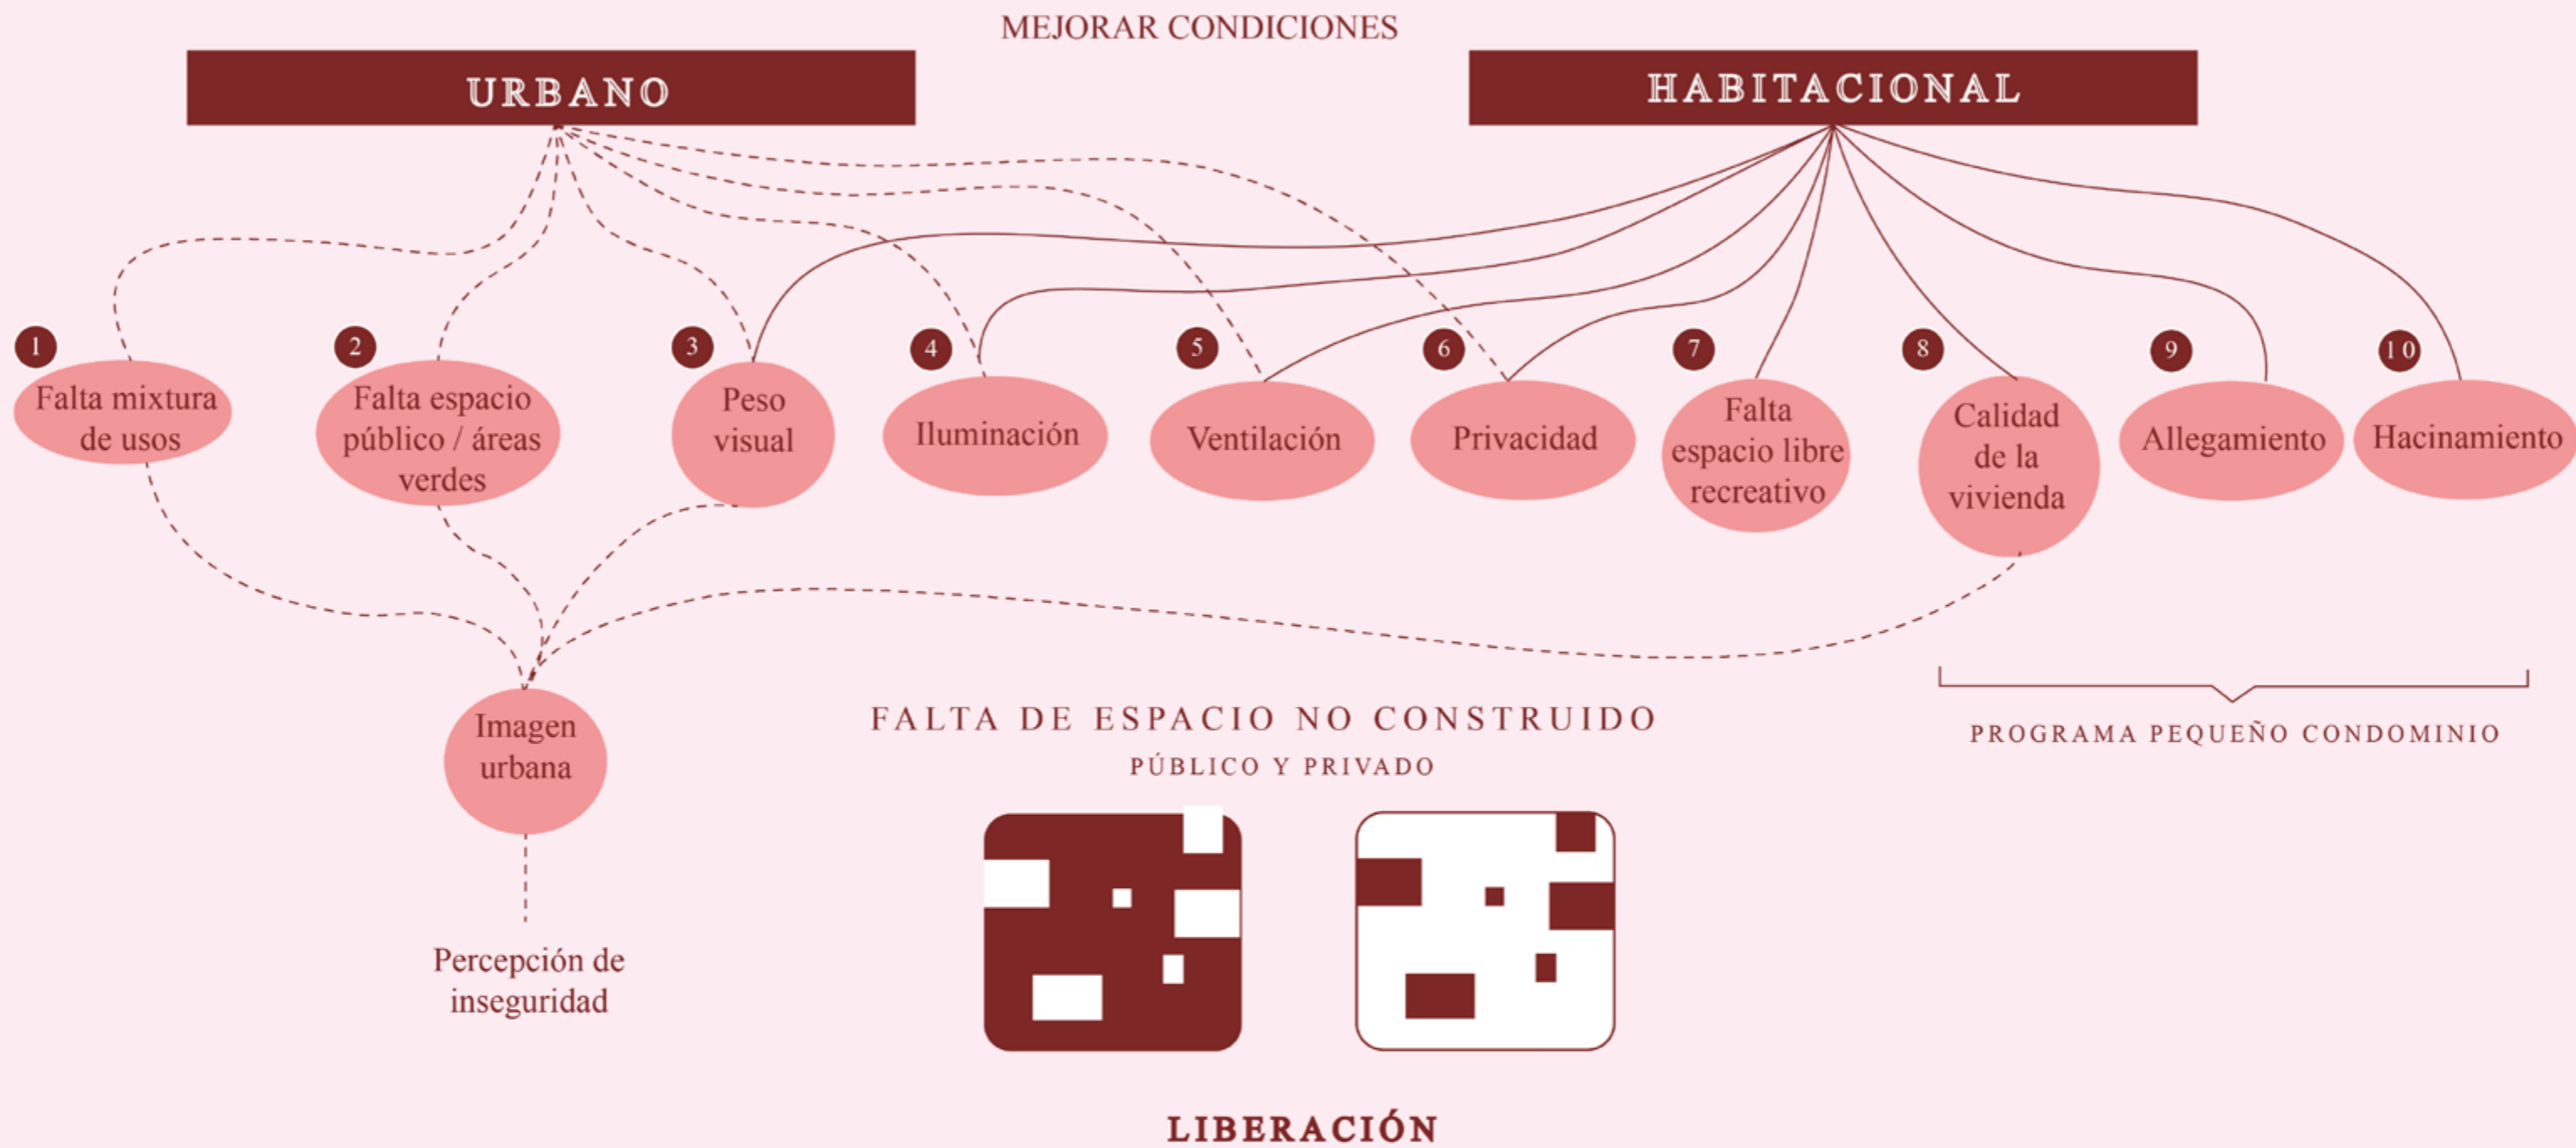 MEJORAR CONDICIONES
URBANO
HABITACIONAL
1
Falta mixtura
de usos
2
Falta espacio
público / áreas
verdes
3
Peso
visual
4
Iluminación
5
Ventilación
6
Privacidad
7
Falta
espacio libre
recreativo
8
Calidad
de la
vivienda
9
Allegamiento
10
Hacinamiento
Imagen
urbana
Percepción de
inseguridad
FALTA DE ESPACIO NO CONSTRUIDO
PÚBLICO Y PRIVADO
PROGRAMA PEQUEÑO CONDOMINIO
LIBERACIÓN